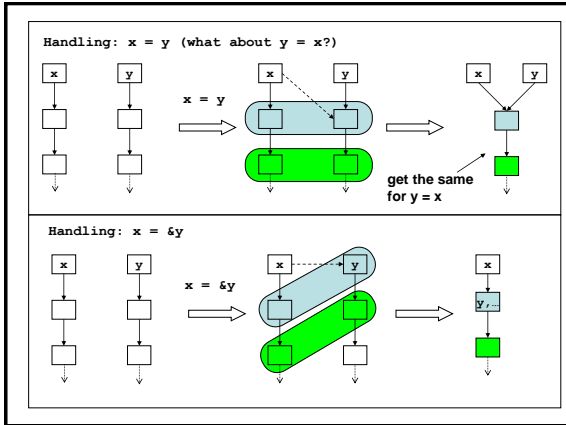 Handling: x = y (what about y = x?)
x y x y x y
x = y
get the same
for y = x
Handling: x = &y
x y x y x
x = &y
y,…